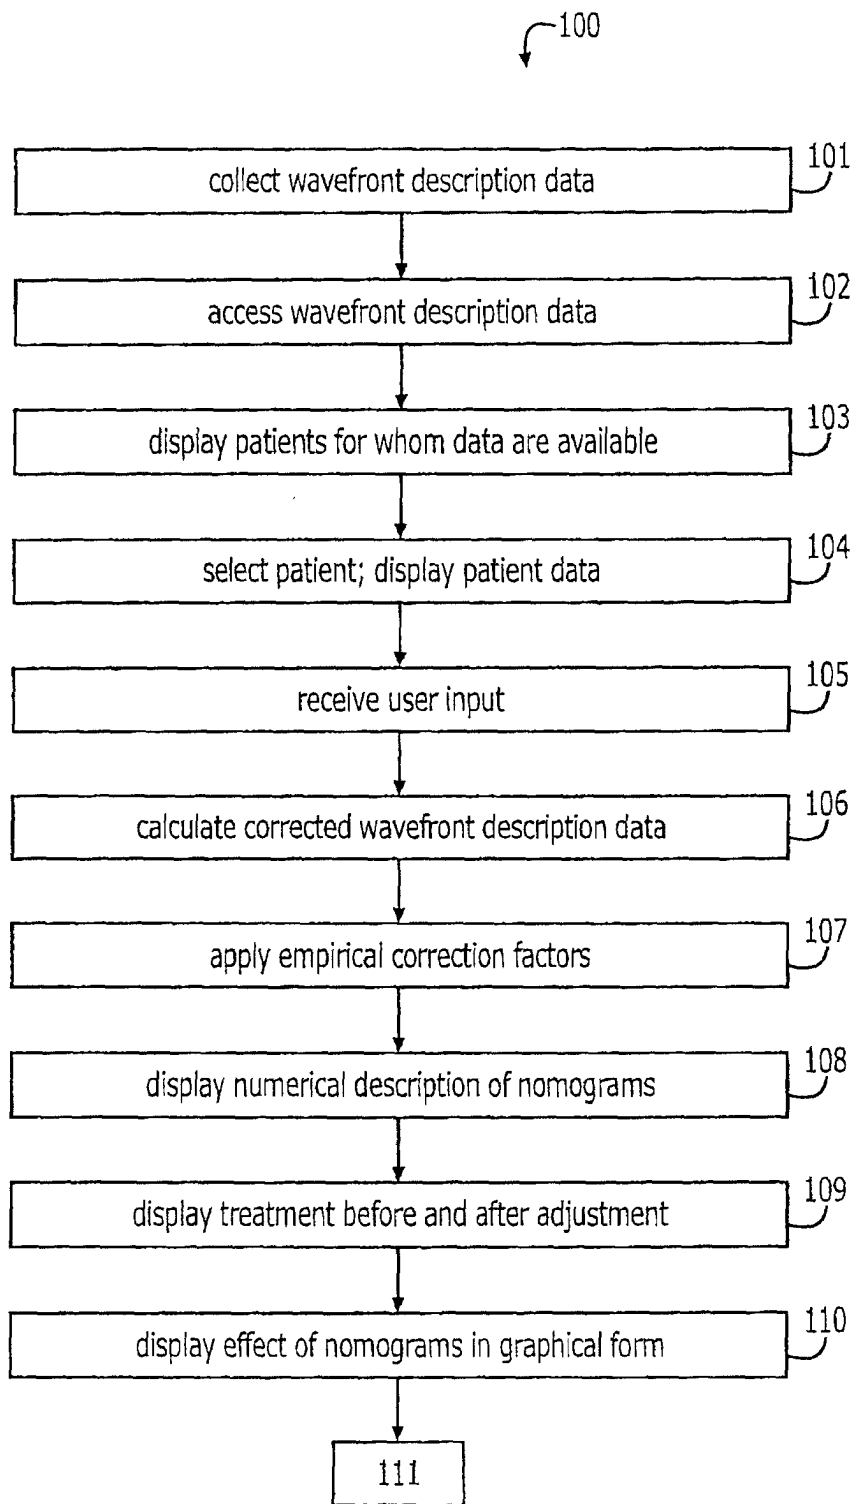 100
101
collect wavefront description data
102
access wavefront description data
103
display patients for whom data are available
104
select patient; display patient data
105
receive user input
106
calculate corrected wavefront description data
107
apply empirical correction factors
108
display numerical description of nomograms
109
display treatment before and after adjustment
110
display effect of nomograms in graphical form
111